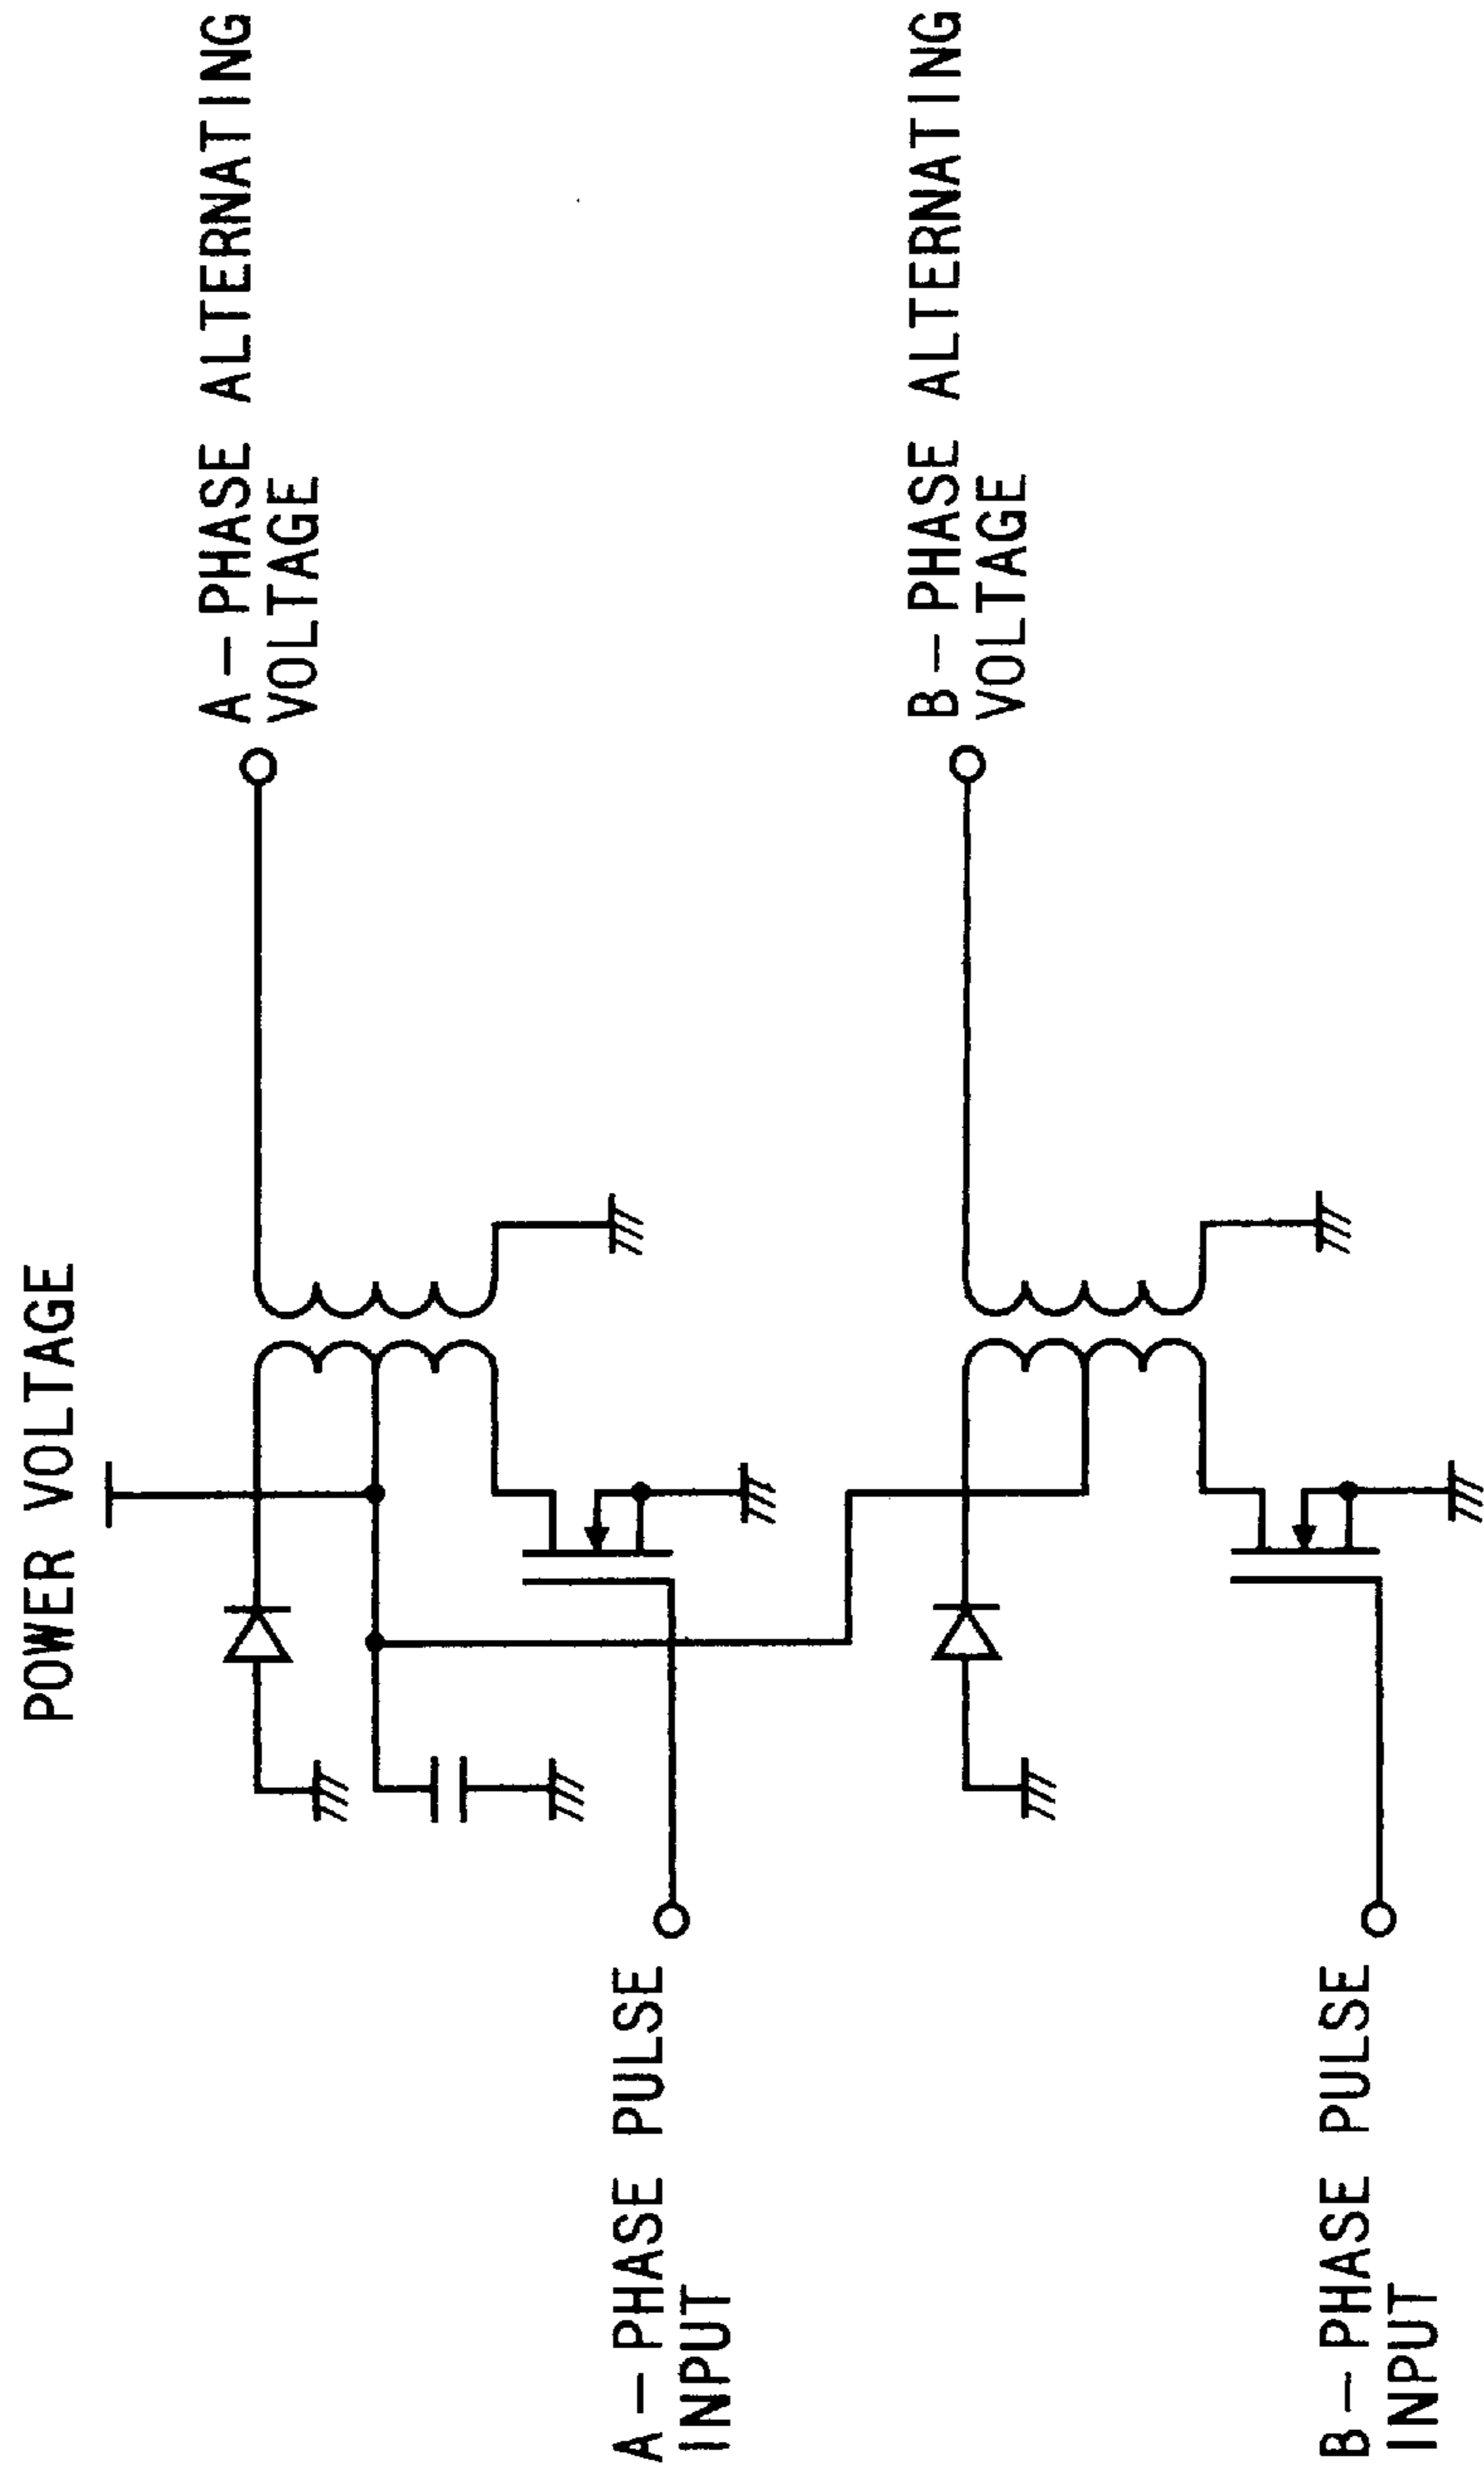 POWER VOLTAGE
A-PHASE ALTERNATING
VOLTAGE
A-PHASE PULSE
INPUT
B-PHASE ALTERNATING
VOLTAGE
B-PHASE PULSE
INPUT